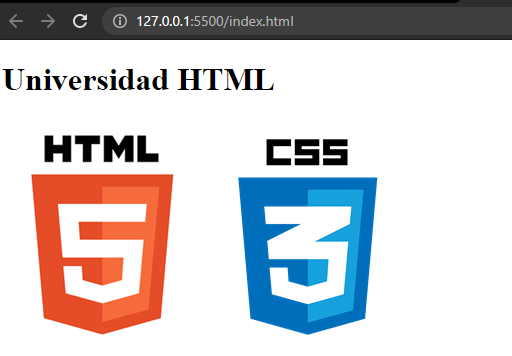 127.0.0.1:5500/index.html
Universidad HTML
HTML CSS
5 3